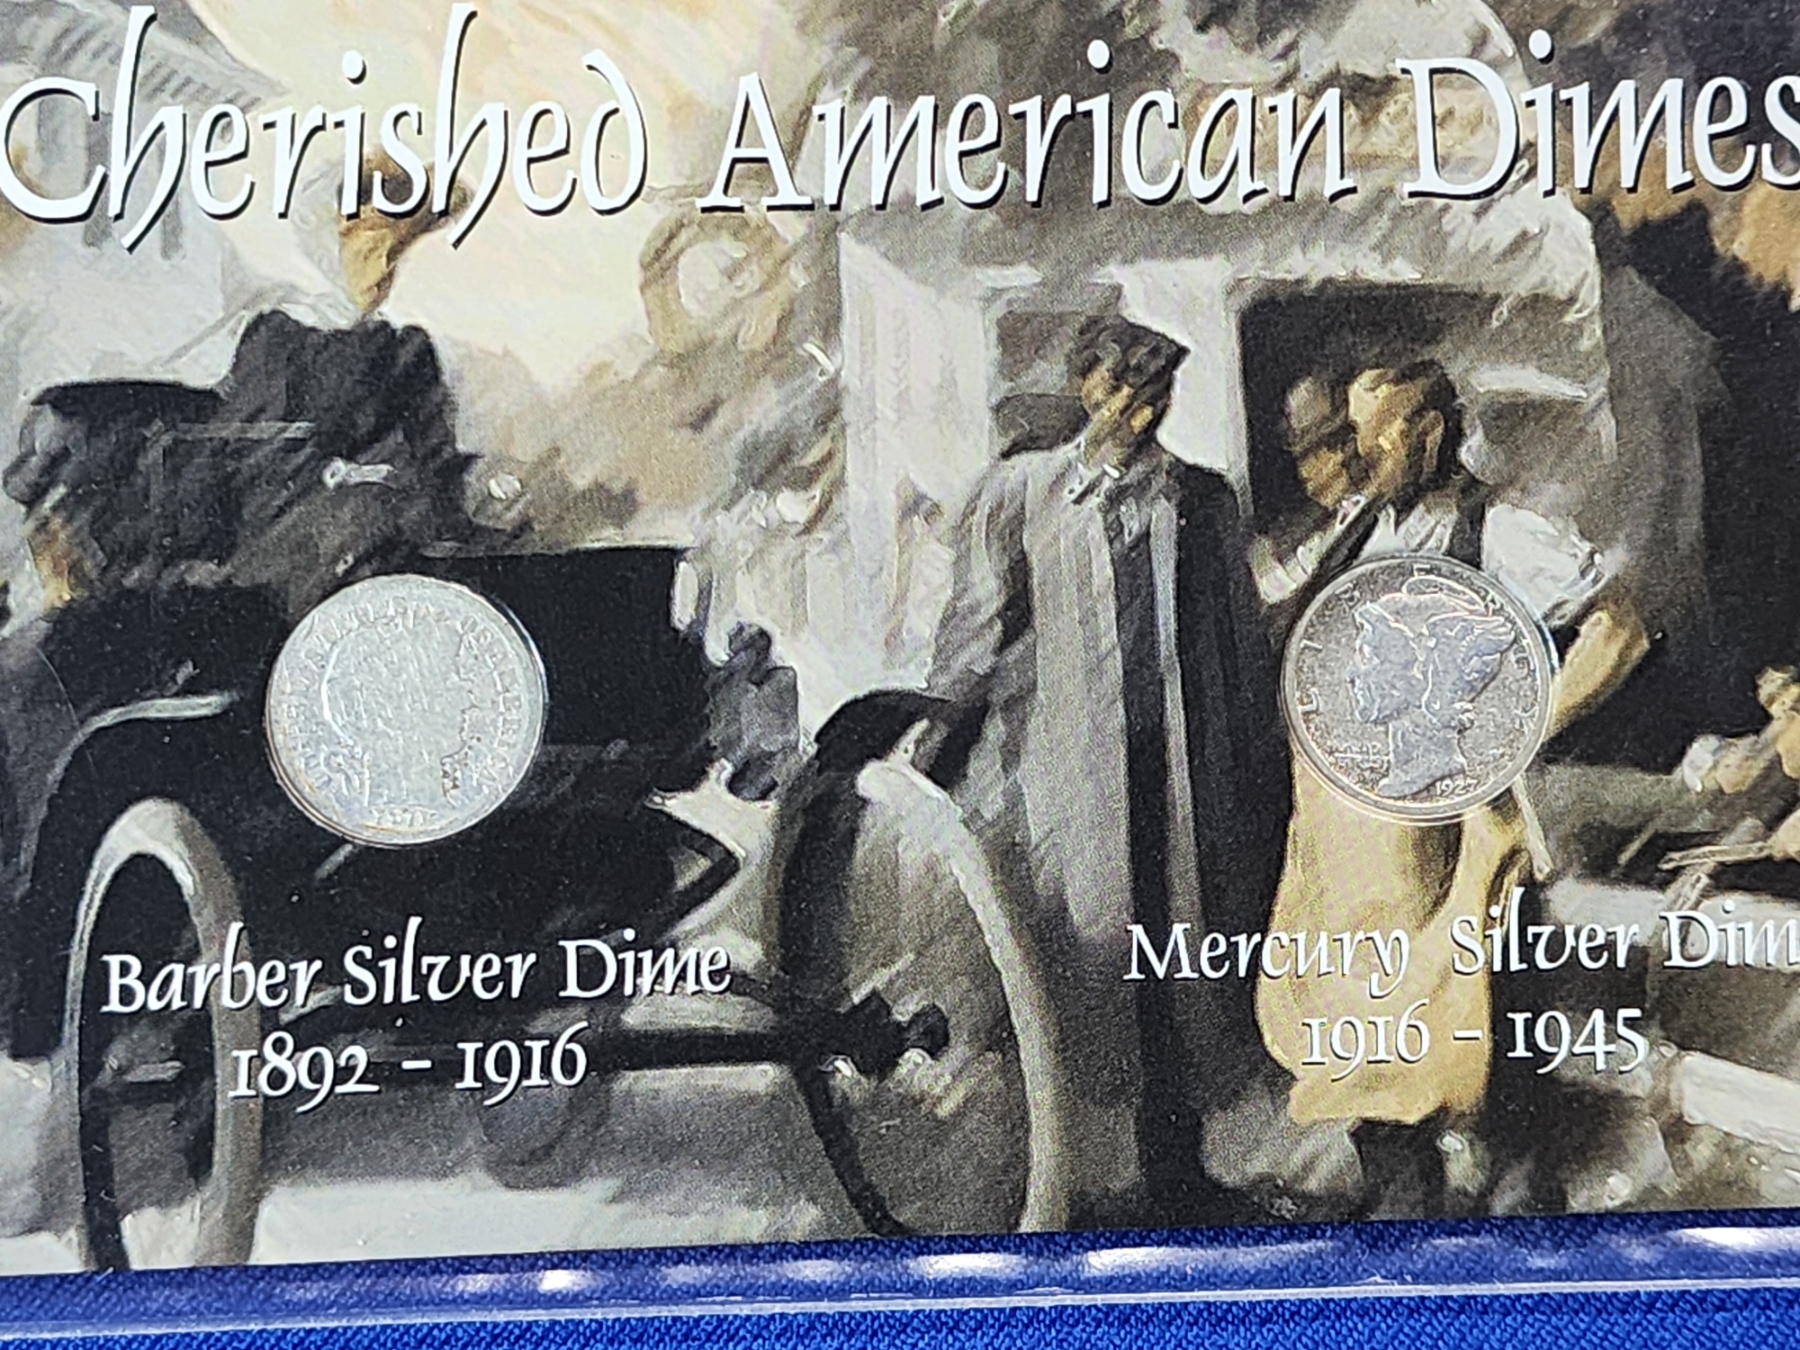 Cherished American Dimes
Barber Silver Dime
1892 - 1916
Mercury Silver Dim
1916 - 1945